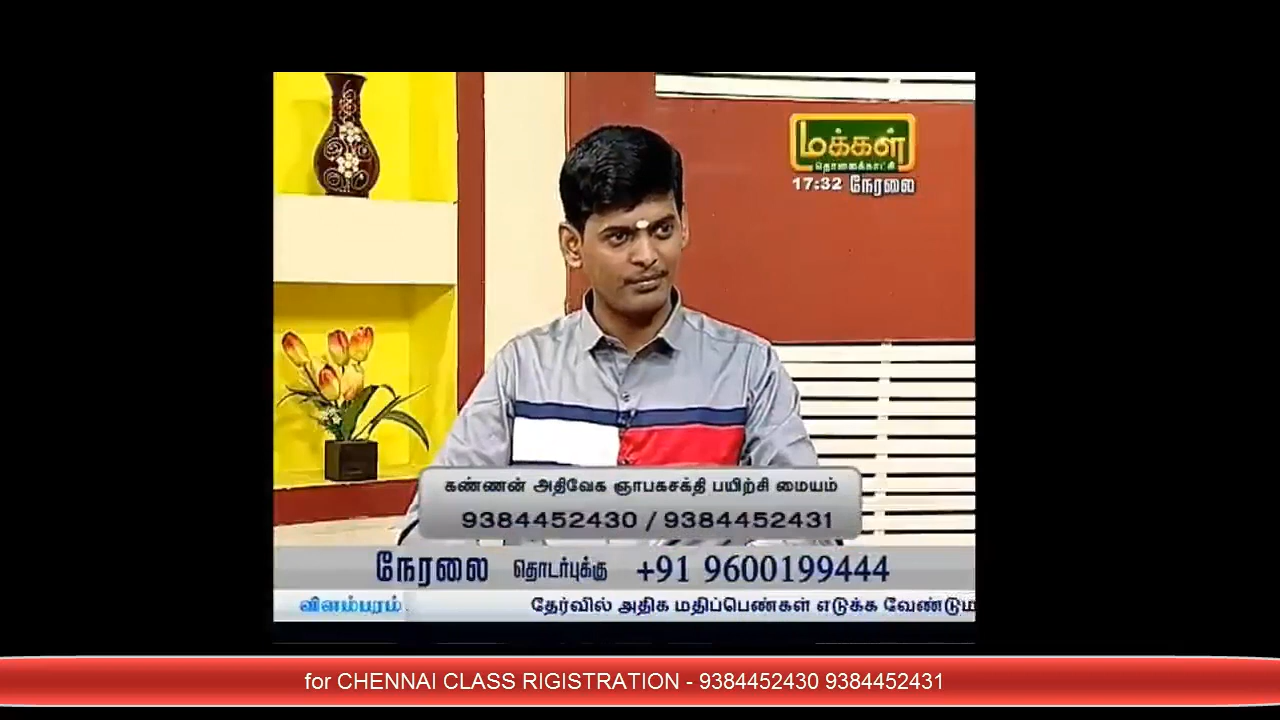 மக்கள்
தொலைக்காட்சி
17:32 நேரலை
கண்ணன் அதிவேக ஞாபகசக்தி பயிற்சி மையம்
9384452430 / 9384452431
நேரலை தொடர்புக்கு +91 9600199444
விளம்பரம். தேர்வில் அதிக மதிப்பெண்கள் எடுக்க
for CHENNAI CLASS RIGISTRATION - 9384452430 9384452431